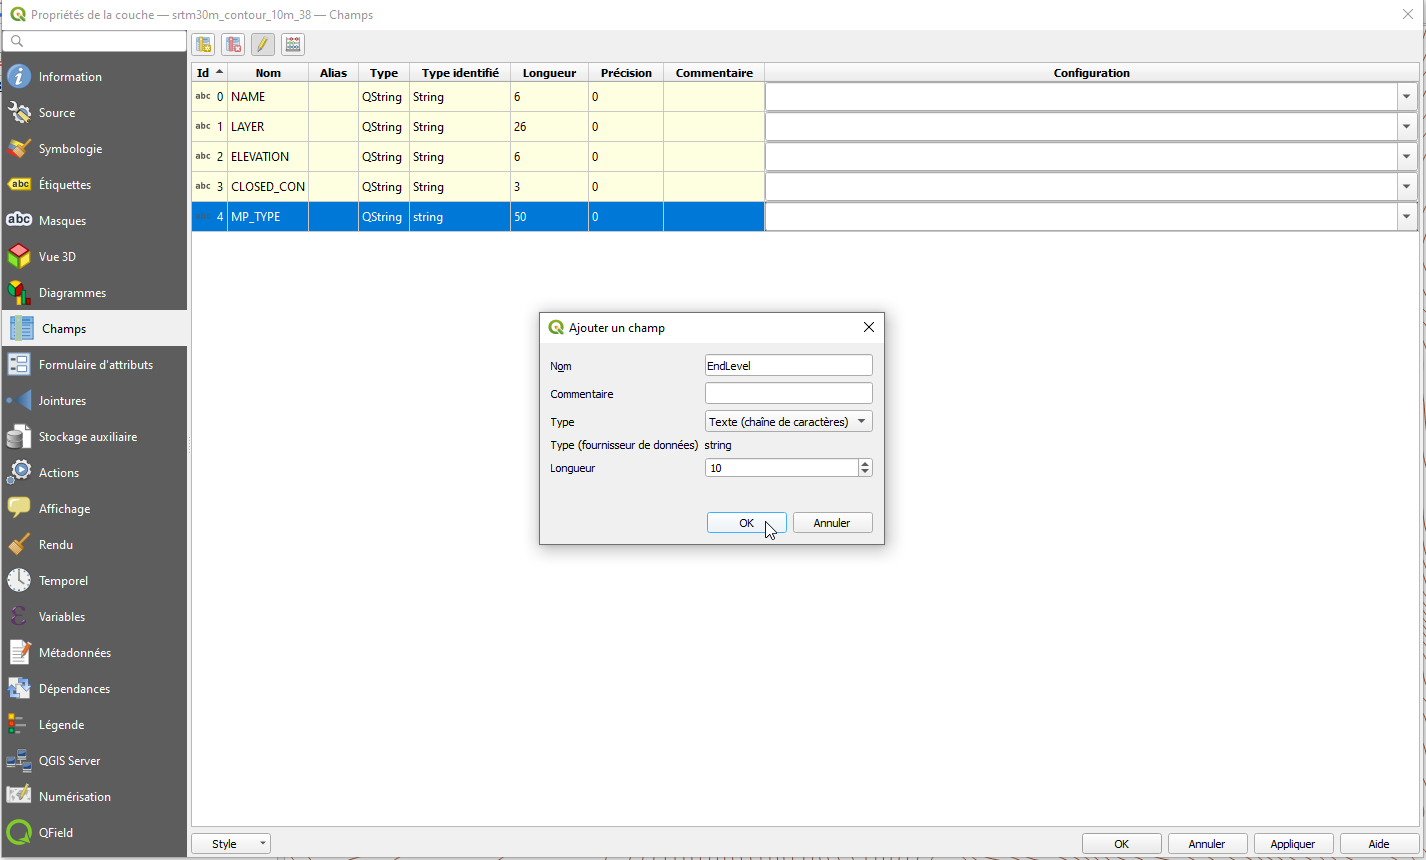 Propriétés de la couche — srtm30m_contour_10m_38 — Champs
Information
Source
Symbologie
abc Étiquettes
abc Masques
Vue 3D
Diagrammes
Champs
Formulaire d'attributs
Jointures
Stockage auxiliaire
Actions
Affichage
Rendu
Temporel
ε Variables
Métadonnées
Dépendances
Légende
QGIS Server
Numérisation
QField
Id Nom Alias Type Type identifié Longueur Précision Commentaire Configuration
abc 0 NAME QString String 6 0
abc 1 LAYER QString String 26 0
abc 2 ELEVATION QString String 6 0
abc 3 CLOSED_CON QString String 3 0
abc 4 MP_TYPE QString string 50 0
Ajouter un champ
Nom EndLevel
Commentaire
Type Texte (chaîne de caractères)
Type (fournisseur de données) string
Longueur 10
OK Annuler
Style OK Annuler Appliquer Aide